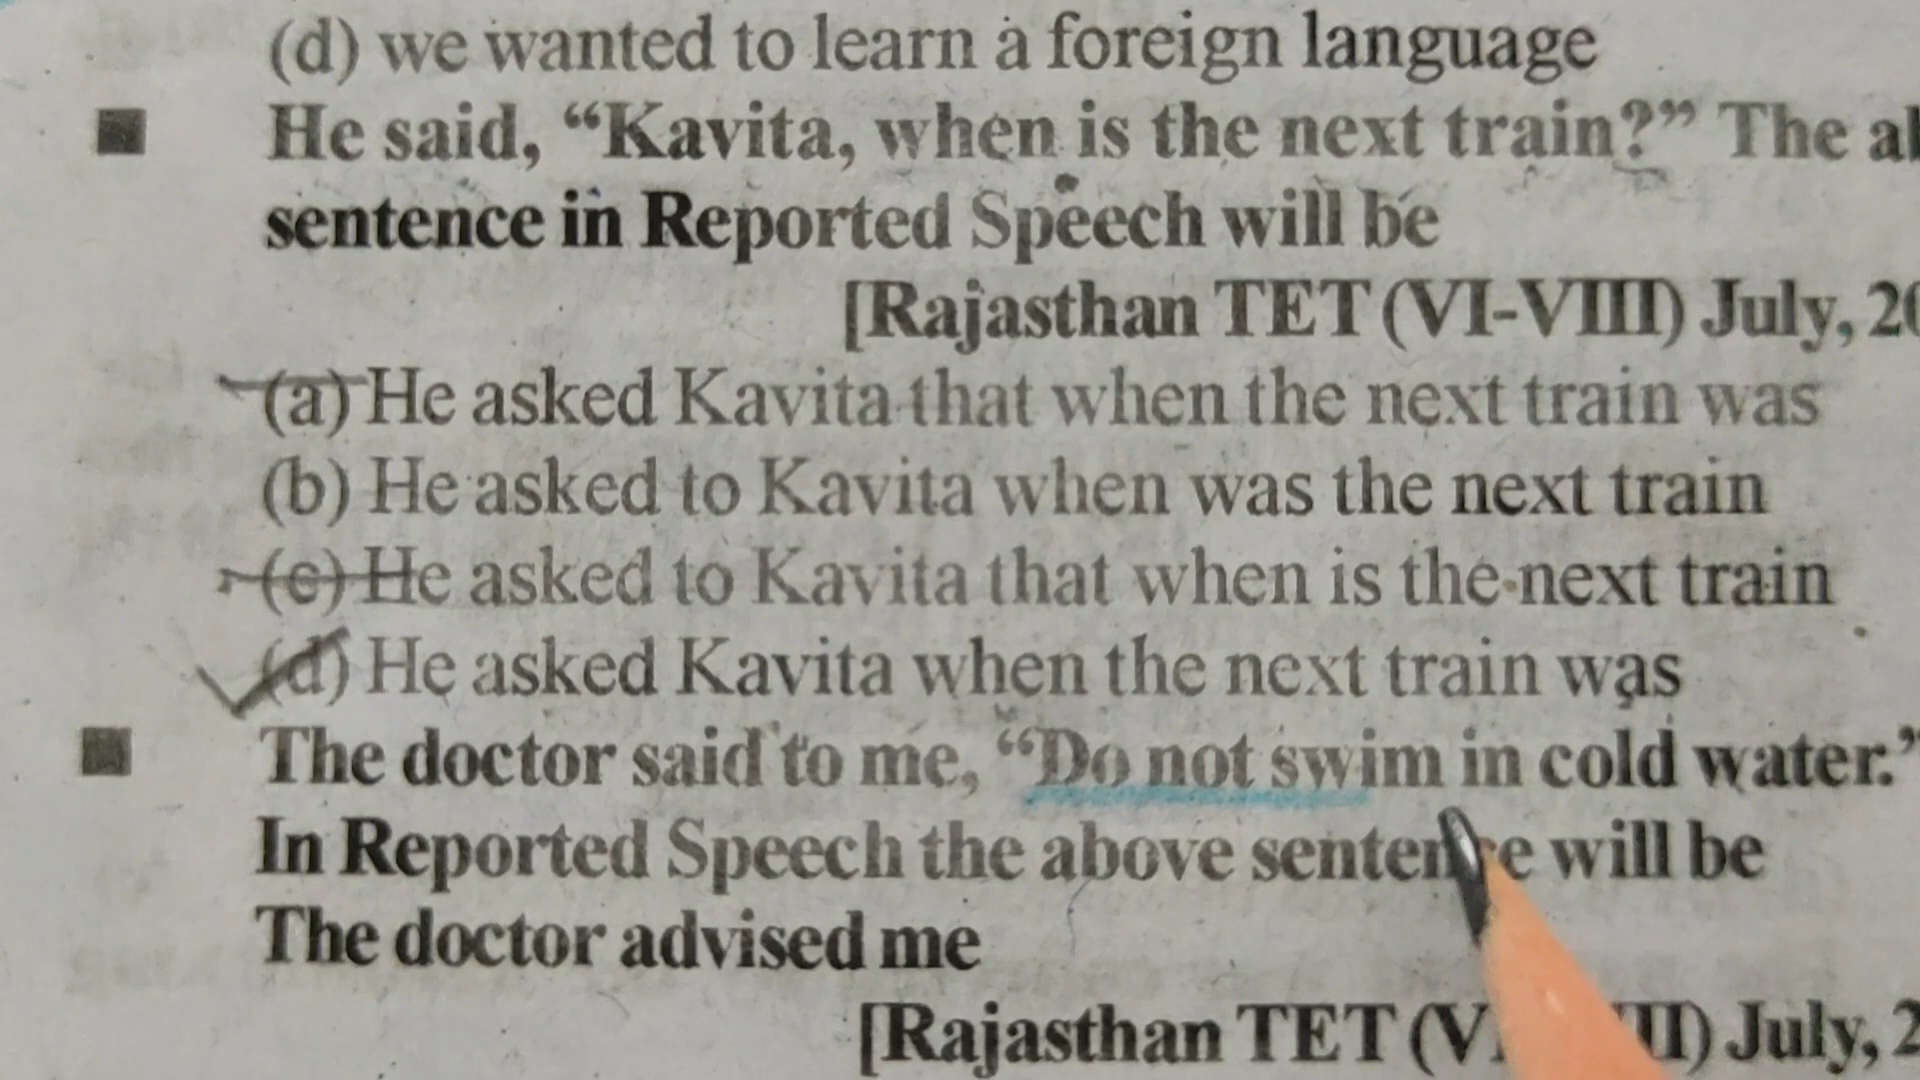 (d) we wanted to learn a foreign language
He said, “Kavita, when is the next train?” The
sentence in Reported Speech will be
[Rajasthan TET (VI-VIII) July,
(a) He asked Kavita that when the next train was
(b) He asked to Kavita when was the next train
(c) He asked to Kavita that when is the next train
(d) He asked Kavita when the next train was
The doctor said to me, “Do not swim in cold water.”
In Reported Speech the above sentence will be
The doctor advised me
[Rajasthan TET July,